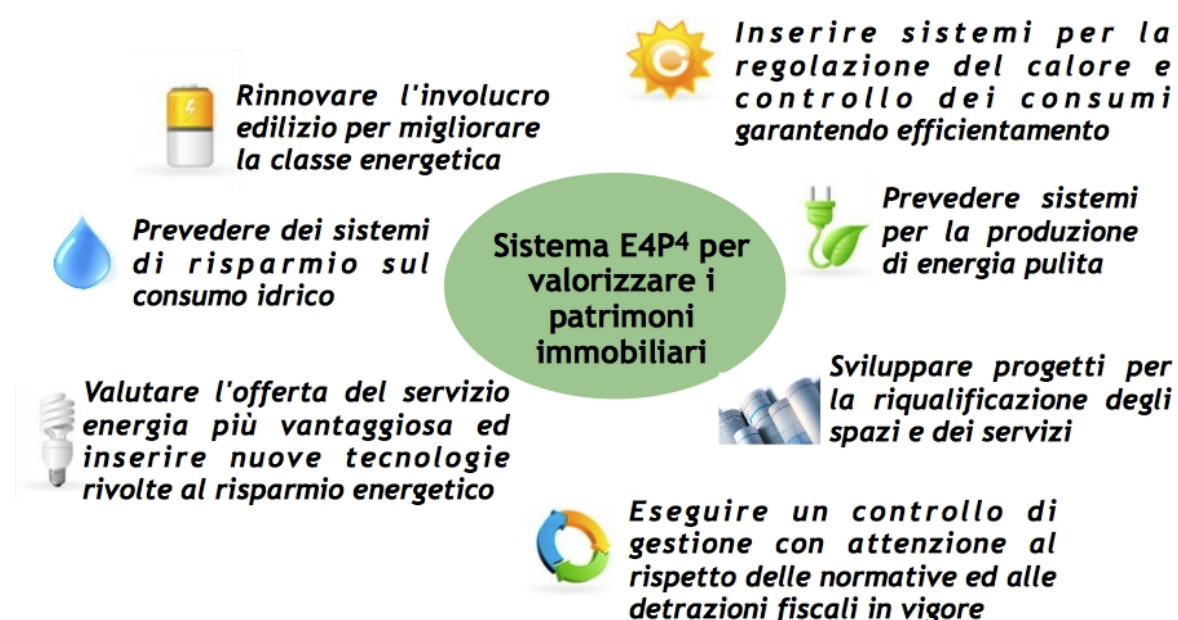 Inserire sistemi per la
regolazione del calore e
controllo dei consumi
garantendo efficientamento
Rinnovare l'involucro
edilizio per migliorare
la classe energetica
Prevedere sistemi
per la produzione
di energia pulita
Prevedere dei sistemi
di risparmio sul
consumo idrico
Sistema E4P⁴ per
valorizzare i
patrimoni
immobiliari
Sviluppare progetti per
la riqualificazione degli
spazi e dei servizi
Valutare l'offerta del servizio
energia più vantaggiosa ed
inserire nuove tecnologie
rivolte al risparmio energetico
Eseguire un controllo di
gestione con attenzione al
rispetto delle normative ed alle
detrazioni fiscali in vigore